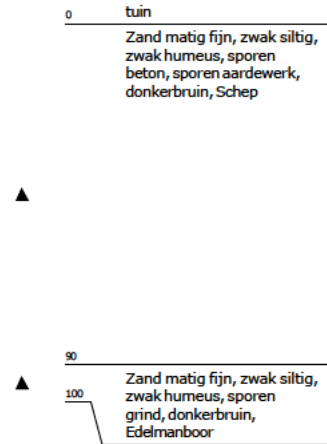 0 tuin
Zand matig fijn, zwak siltig,
zwak humeus, sporen
beton, sporen aardewerk,
donkerbruin, Schep
90
Zand matig fijn, zwak siltig,
100 zwak humeus, sporen
grind, donkerbruin,
Edelmanboor